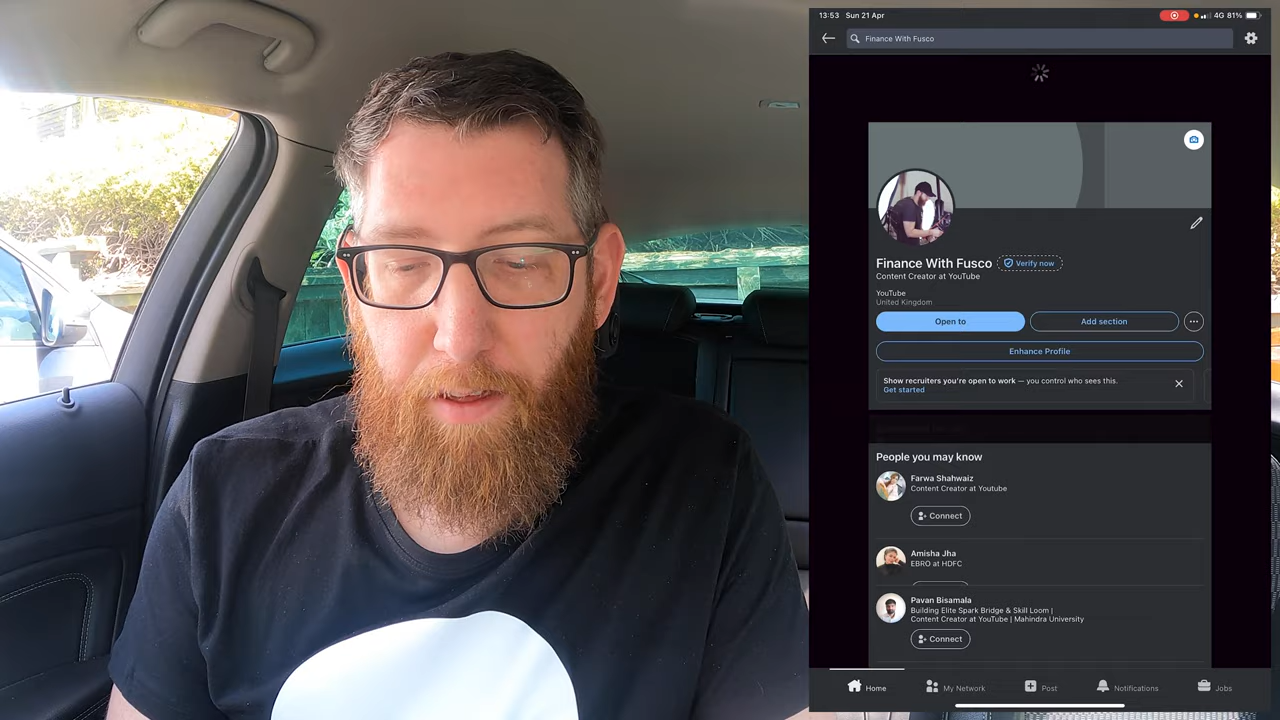 13:53 Sun 21 Apr
4G 81%
Finance With Fusco
Finance With Fusco
Verify now
Content Creator at YouTube
YouTube
United Kingdom
Open to
Add section
Enhance Profile
Show recruiters you're open to work — you control who sees this.
Get started
People you may know
Farwa Shahwaiz
Content Creator at Youtube
Connect
Amisha Jha
EBRO at HDFC
Pavan Bisamala
Building Elite Spark Bridge & Skill Loom |
Content Creator at YouTube | Mahindra University
Connect
Home
My Network
Post
Notifications
Jobs